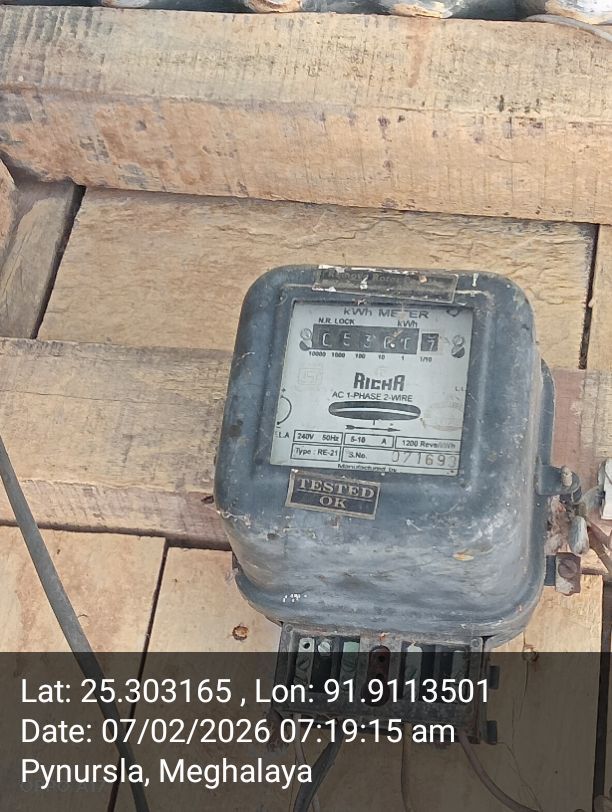 kWh METER
N.R. LOCK kWh
10000 1000 100 10 1 1/10
RICHA
AC 1-PHASE 2-WIRE
240V 50Hz 5-10 A 1200 Revs/kWh
Type : RE-21 S.No.
Manufactured by
TESTED
OK
Lat: 25.303165 , Lon: 91.9113501
Date: 07/02/2026 07:19:15 am
Pynursla, Meghalaya